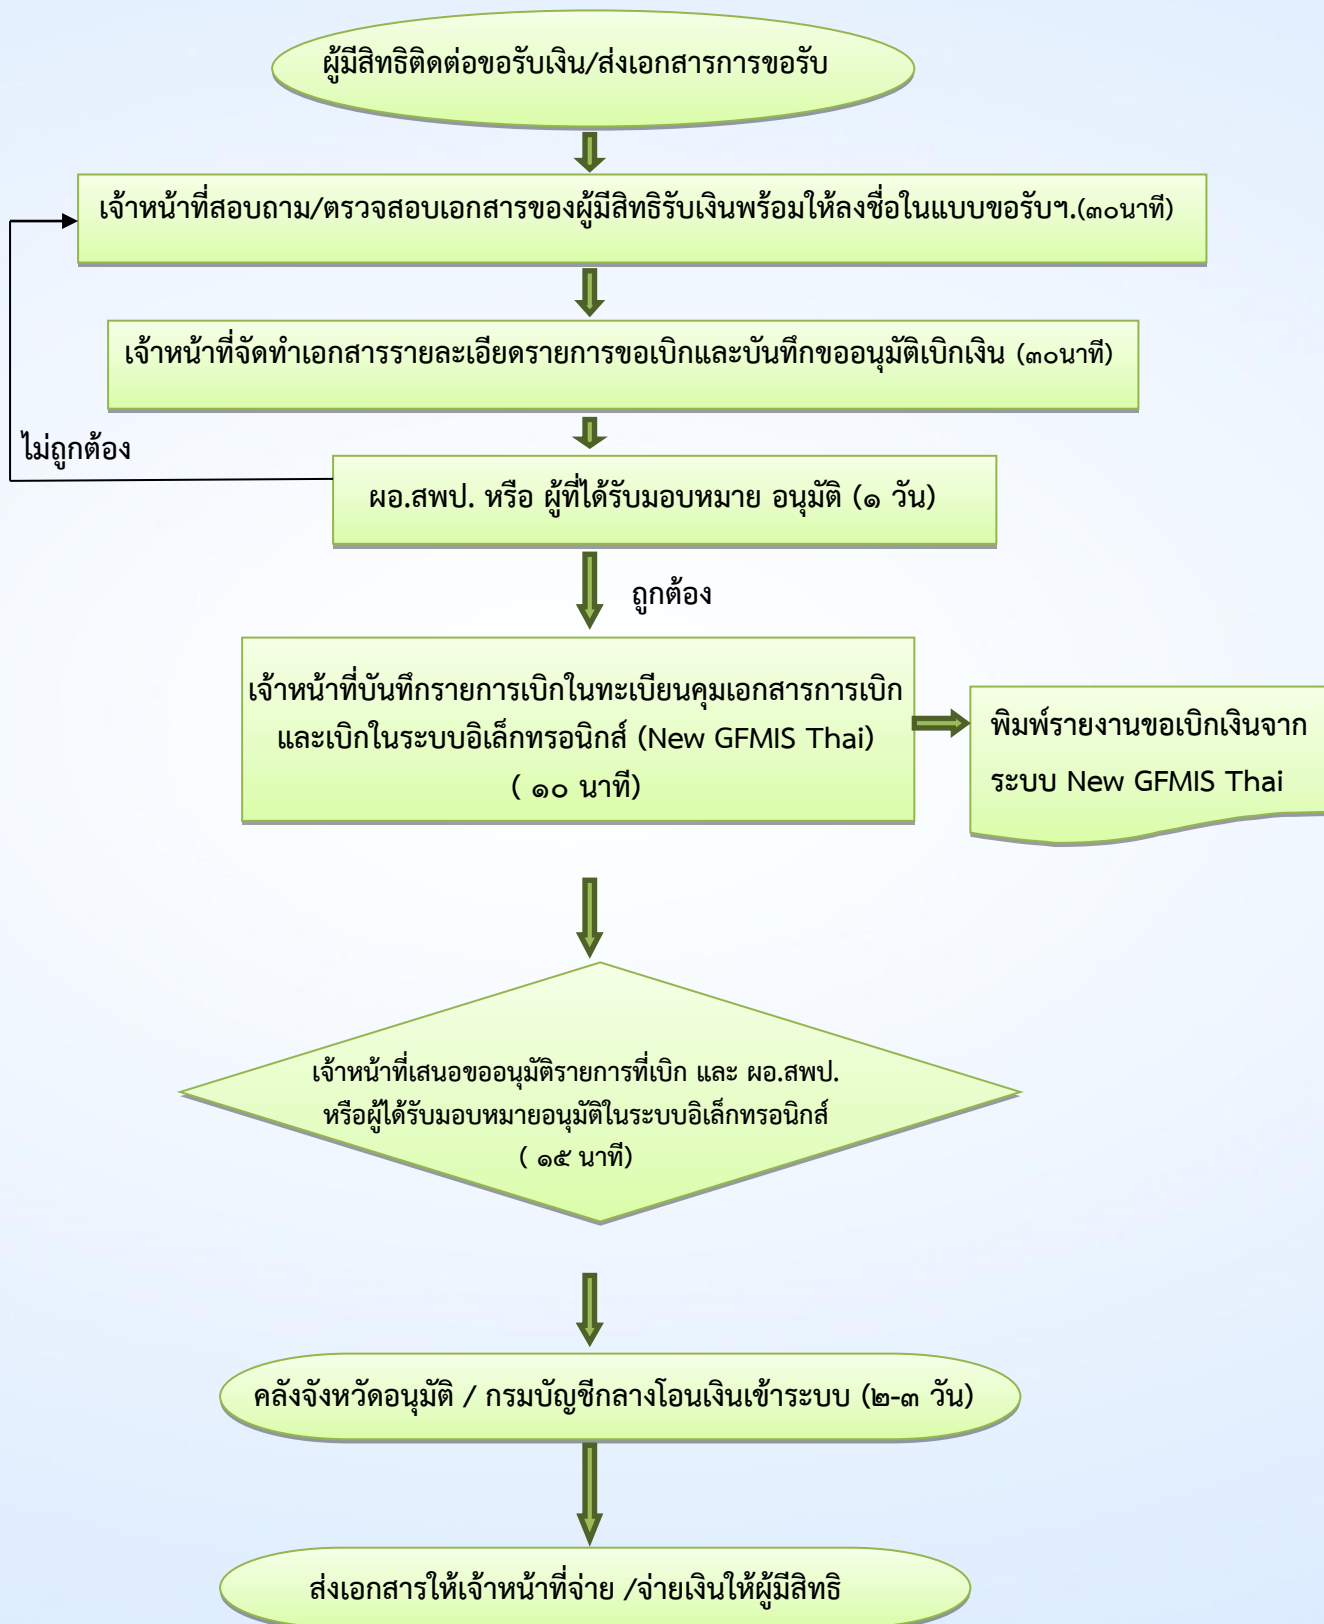 ผู้มีสิทธิติดต่อขอรับเงิน/ส่งเอกสารการขอรับ
เจ้าหน้าที่สอบถาม/ตรวจสอบเอกสารของผู้มีสิทธิรับเงินพร้อมให้ลงชื่อในแบบขอรับฯ.(๓๐นาที)
เจ้าหน้าที่จัดทำเอกสารรายละเอียดรายการขอเบิกและบันทึกขออนุมัติเบิกเงิน (๓๐นาที)
ไม่ถูกต้อง
ผอ.สพป. หรือ ผู้ที่ได้รับมอบหมาย อนุมัติ (๑ วัน)
ถูกต้อง
เจ้าหน้าที่บันทึกรายการเบิกในทะเบียนคุมเอกสารการเบิก
และเบิกในระบบอิเล็กทรอนิกส์ (New GFMIS Thai)
( ๑๐ นาที)
พิมพ์รายงานขอเบิกเงินจาก
ระบบ New GFMIS Thai
เจ้าหน้าที่เสนอขออนุมัติรายการที่เบิก และ ผอ.สพป.
หรือผู้ได้รับมอบหมายอนุมัติในระบบอิเล็กทรอนิกส์
( ๑๕ นาที)
คลังจังหวัดอนุมัติ / กรมบัญชีกลางโอนเงินเข้าระบบ (๒-๓ วัน)
ส่งเอกสารให้เจ้าหน้าที่จ่าย /จ่ายเงินให้ผู้มีสิทธิ